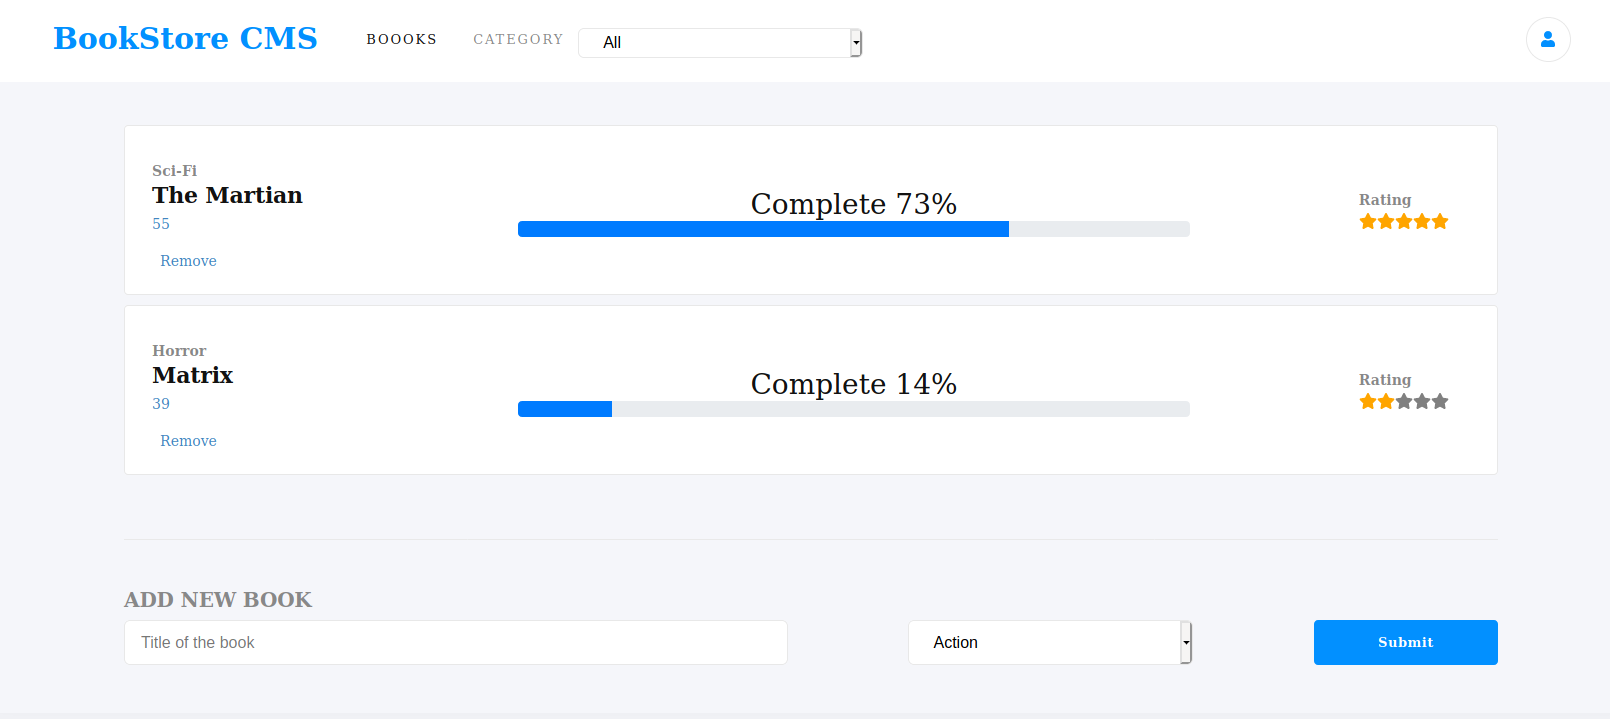 BookStore CMS
BOOOKS
CATEGORY
All
Sci-Fi
The Martian
55
Remove
Complete 73%
Rating
Horror
Matrix
39
Remove
Complete 14%
Rating
ADD NEW BOOK
Title of the book
Action
Submit